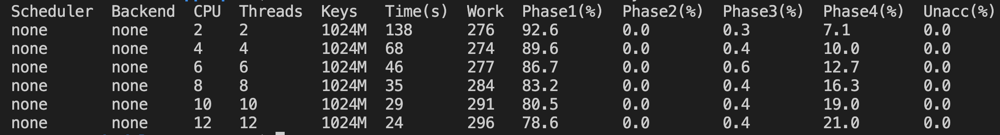 Scheduler Backend CPU Threads Keys Time(s) Work Phase1(%) Phase2(%) Phase3(%) Phase4(%) Unacc(%)
none none 2 2 1024M 138 276 92.6 0.0 0.3 7.1 0.0
none none 4 4 1024M 68 274 89.6 0.0 0.4 10.0 0.0
none none 6 6 1024M 46 277 86.7 0.0 0.6 12.7 0.0
none none 8 8 1024M 35 284 83.2 0.0 0.4 16.3 0.0
none none 10 10 1024M 29 291 80.5 0.0 0.4 19.0 0.0
none none 12 12 1024M 24 296 78.6 0.0 0.4 21.0 0.0